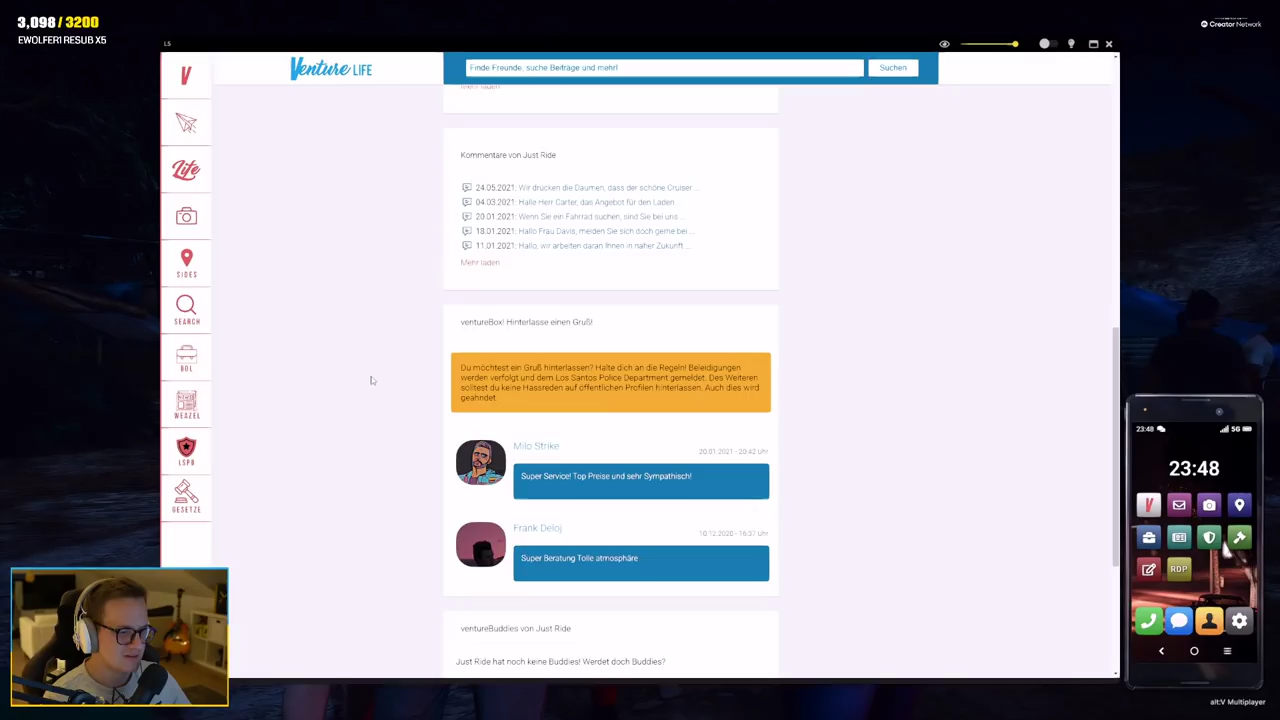 3,098 / 3200
EWOLFER1 RESUB X5
Creator Network
LS
V
Venture LIFE
Finde Freunde, suche Beiträge und mehr!
Suchen
Mehr laden
Life
SIDES
SEARCH
BOL
WEAZEL
LSPD
GESETZE
Kommentare von Just Ride
24.05.2021: Wir drücken die Daumen, dass der schöne Cruiser ...
04.03.2021: Hallo Herr Carter, das Angebot für den Laden
20.01.2021: Wenn Sie ein Fahrrad suchen, sind Sie bei uns ...
18.01.2021: Hallo Frau Davis, melden Sie sich doch gerne bei ...
11.01.2021: Hallo, wir arbeiten daran Ihnen in naher Zukunft ...
Mehr laden
ventureBox! Hinterlasse einen Gruß!
Du möchtest ein Gruß hinterlassen? Halte dich an die Regeln! Beleidigungen
werden verfolgt und dem Los Santos Police Department gemeldet. Des Weiteren
solltest du keine Hassreden auf öffentlichen Profilen hinterlassen. Auch dies wird
geahndet.
Milo Strike
20.01.2021 - 20:42 Uhr
Super Service! Top Preise und sehr Sympathisch!
Frank Deloj
10.12.2020 - 16:37 Uhr
Super Beratung Tolle atmosphäre
ventureBuddies von Just Ride
Just Ride hat noch keine Buddies! Werdet doch Buddies?
23:48
5G
23:48
V
RDP
alt:V Multiplayer